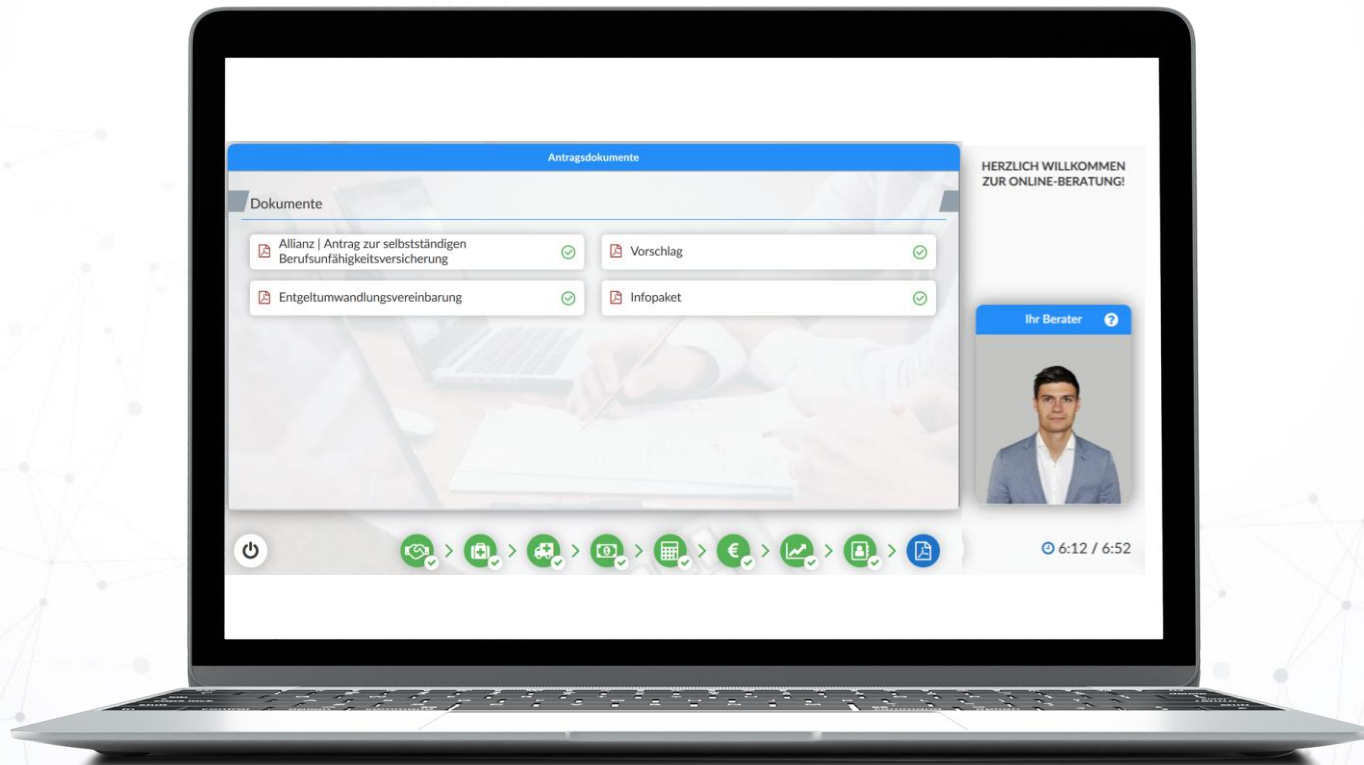 Antragsdokumente
HERZLICH WILLKOMMEN
ZUR ONLINE-BERATUNG!
Dokumente
Allianz | Antrag zur selbstständigen
Berufsunfähigkeitsversicherung
Vorschlag
Entgeltumwandlungsvereinbarung
Infopaket
Ihr Berater ?
6:12 / 6:52